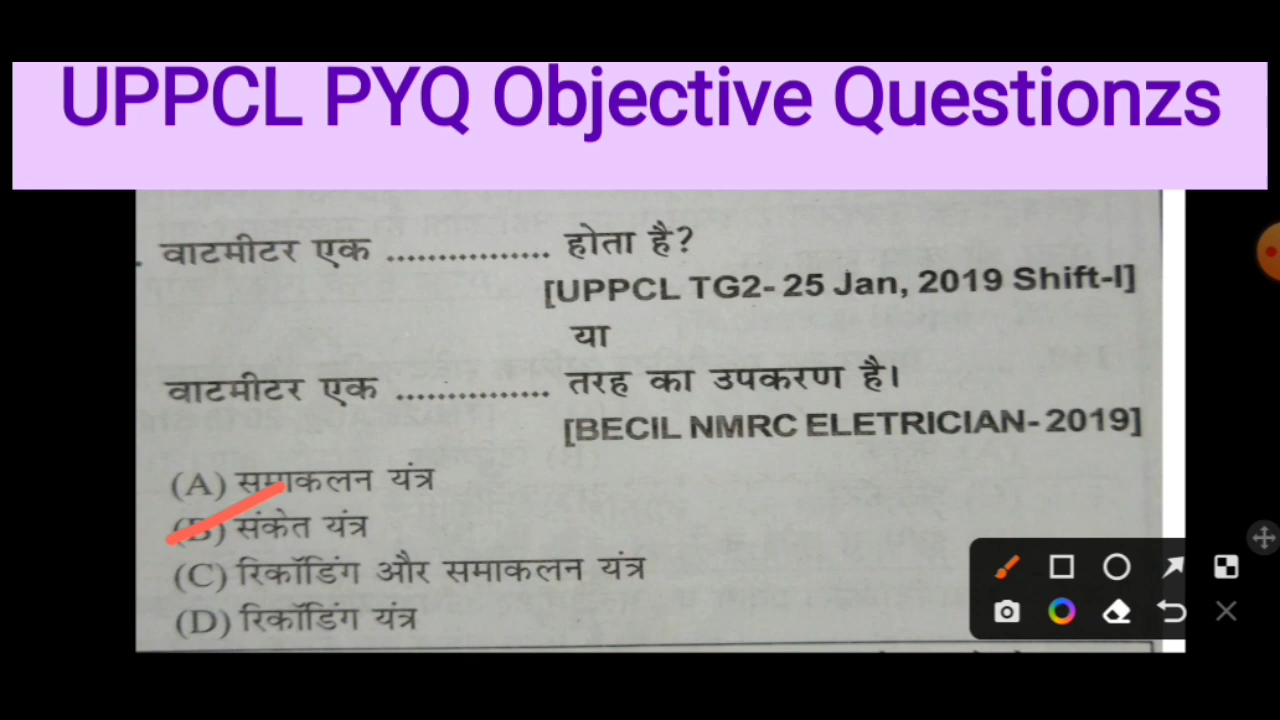 UPPCL PYQ Objective Questionzs
वाटमीटर एक ................ होता है?
[UPPCL TG2- 25 Jan, 2019 Shift-I]
या
वाटमीटर एक ................ तरह का उपकरण है।
[BECIL NMRC ELETRICIAN- 2019]
(A) समाकलन यंत्र
(B) संकेत यंत्र
(C) रिकॉडिंग और समाकलन यंत्र
(D) रिकॉडिंग यंत्र